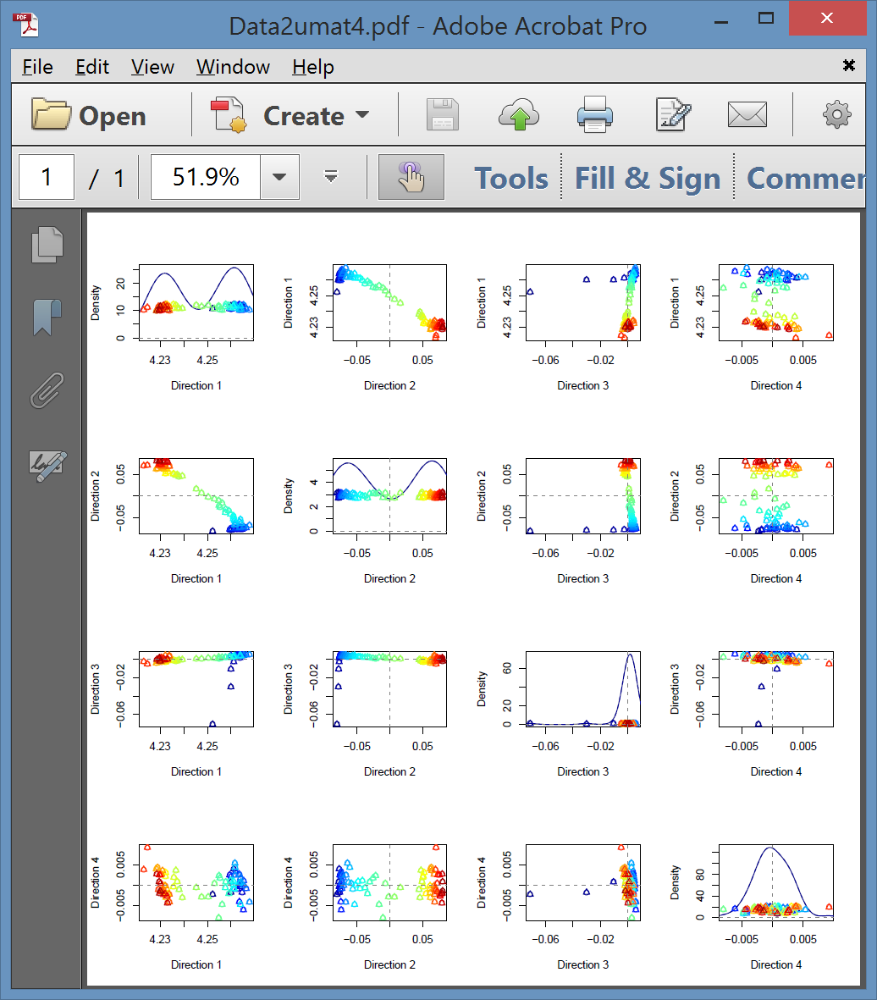 Data2umat4.pdf - Adobe Acrobat Pro
File Edit View Window Help
Open Create
1 / 1 51.9% Tools Fill & Sign Commen
Density 0 10 20 4.23 4.25 Direction 1
Direction 1 4.23 4.25 −0.05 0.05 Direction 2
Direction 1 4.23 4.25 −0.06 −0.02 Direction 3
Direction 1 4.23 4.25 −0.005 0.005 Direction 4
Direction 2 −0.05 0.05 4.23 4.25 Direction 1
Density 0 2 4 −0.05 0.05 Direction 2
Direction 2 −0.05 0.05 −0.06 −0.02 Direction 3
Direction 2 −0.05 0.05 −0.005 0.005 Direction 4
Direction 3 −0.06 −0.02 4.23 4.25 Direction 1
Direction 3 −0.06 −0.02 −0.05 0.05 Direction 2
Density 0 20 60 −0.06 −0.02 Direction 3
Direction 3 −0.06 −0.02 −0.005 0.005 Direction 4
Direction 4 −0.005 0.005 4.23 4.25 Direction 1
Direction 4 −0.005 0.005 −0.05 0.05 Direction 2
Direction 4 −0.005 0.005 −0.06 −0.02 Direction 3
Density 0 40 80 −0.005 0.005 Direction 4